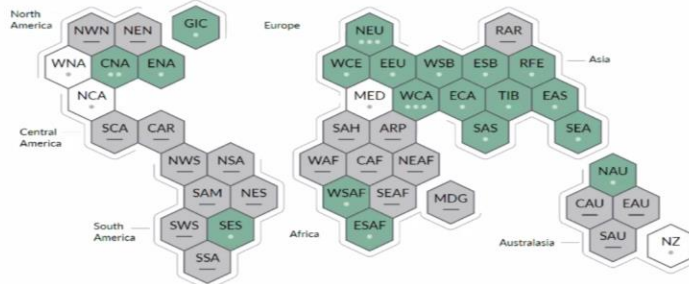 North
America
GIC
Europe
NWN NEN
NEU
RAR
WNA CNA ENA
WCE EEU WSB ESB RFE
Asia
NCA
MED WCA ECA TIB EAS
Central
America
SCA CAR
SAH ARP
SAS
SEA
NWS NSA
WAF CAF NEAF
NAU
SAM NES
WSAF SEAF
MDG
CAU EAU
South
America
SWS SES
Africa
ESAF
Australasia
SAU
NZ
SSA